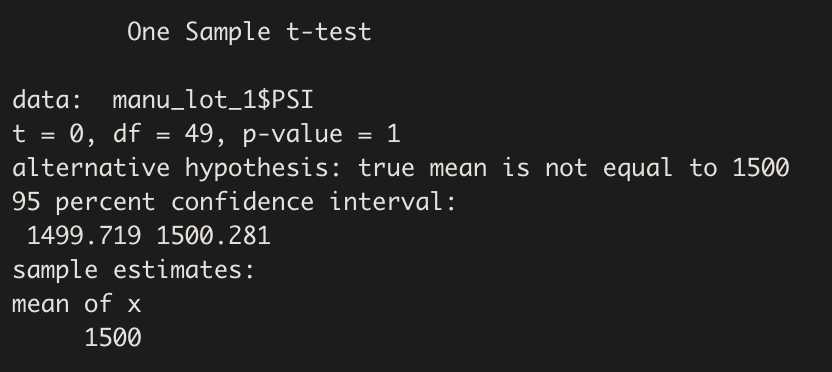 One Sample t-test
data:  manu_lot_1$PSI
t = 0, df = 49, p-value = 1
alternative hypothesis: true mean is not equal to 1500
95 percent confidence interval:
 1499.719 1500.281
sample estimates:
mean of x
     1500